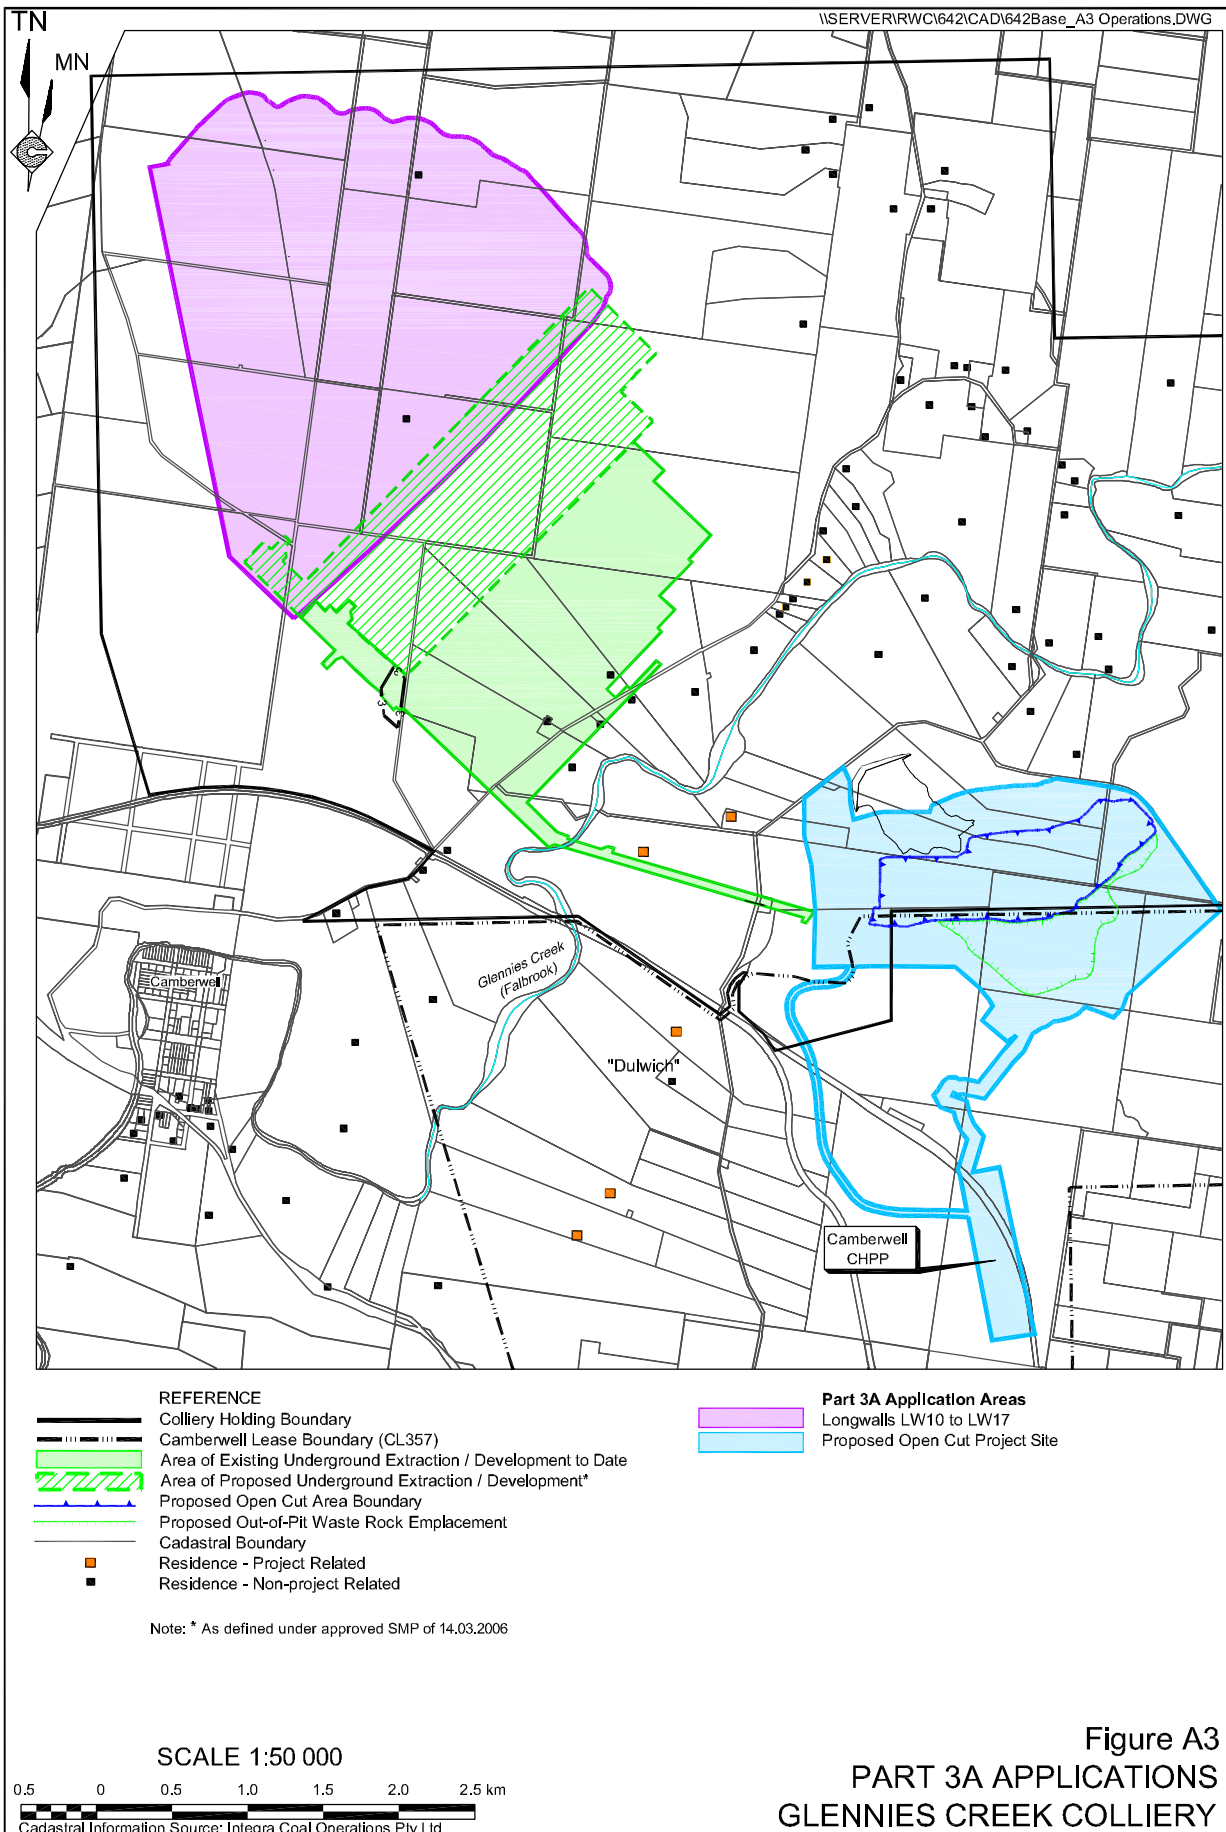 \\SERVER\RWC\642\CAD\642Base_A3 Operations.DWG
TN
MN
Glennies Creek
(Falbrook)
Camberwell
"Dulwich"
Camberwell
CHPP
REFERENCE
Colliery Holding Boundary
Camberwell Lease Boundary (CL357)
Area of Existing Underground Extraction / Development to Date
Area of Proposed Underground Extraction / Development*
Proposed Open Cut Area Boundary
Proposed Out-of-Pit Waste Rock Emplacement
Cadastral Boundary
Residence - Project Related
Residence - Non-project Related
Part 3A Application Areas
Longwalls LW10 to LW17
Proposed Open Cut Project Site
Note: * As defined under approved SMP of 14.03.2006
SCALE 1:50 000
0.5 0 0.5 1.0 1.5 2.0 2.5 km
Cadastral Information Source: Integra Coal Operations Pty Ltd
Figure A3
PART 3A APPLICATIONS
GLENNIES CREEK COLLIERY